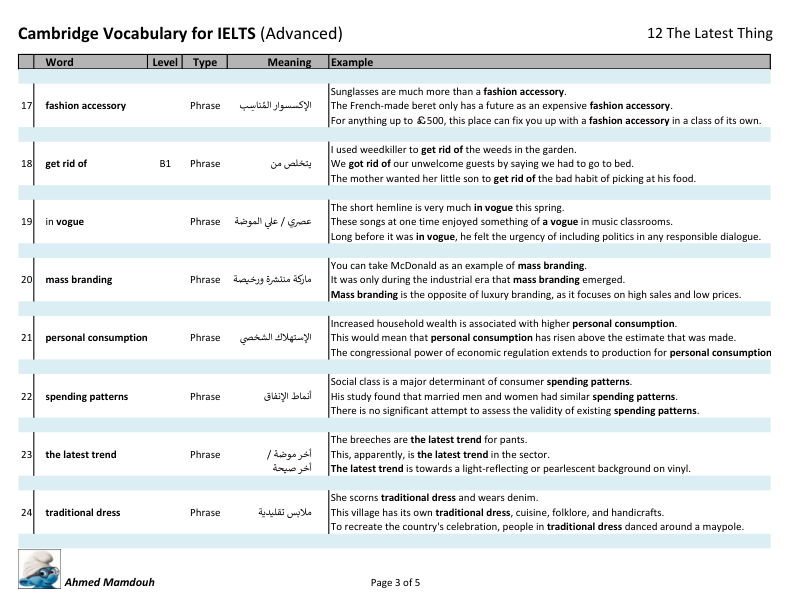 Cambridge Vocabulary for IELTS (Advanced) 12 The Latest Thing
Word Level Type Meaning Example
Sunglasses are much more than a fashion accessory.
17 fashion accessory Phrase الإكسسوار المُناسِب The French-made beret only has a future as an expensive fashion accessory.
For anything up to £500, this place can fix you up with a fashion accessory in a class of its own.
I used weedkiller to get rid of the weeds in the garden.
18 get rid of B1 Phrase يتخلص من We got rid of our unwelcome guests by saying we had to go to bed.
The mother wanted her little son to get rid of the bad habit of picking at his food.
The short hemline is very much in vogue this spring.
19 in vogue Phrase عصري / علي الموضة These songs at one time enjoyed something of a vogue in music classrooms.
Long before it was in vogue, he felt the urgency of including politics in any responsible dialogue.
You can take McDonald as an example of mass branding.
20 mass branding Phrase ماركة منتشرة ورخيصة It was only during the industrial era that mass branding emerged.
Mass branding is the opposite of luxury branding, as it focuses on high sales and low prices.
Increased household wealth is associated with higher personal consumption.
21 personal consumption Phrase الإستهلاك الشخصي This would mean that personal consumption has risen above the estimate that was made.
The congressional power of economic regulation extends to production for personal consumption
Social class is a major determinant of consumer spending patterns.
22 spending patterns Phrase أنماط الإنفاق His study found that married men and women had similar spending patterns.
There is no significant attempt to assess the validity of existing spending patterns.
The breeches are the latest trend for pants.
23 the latest trend Phrase أخر موضة / This, apparently, is the latest trend in the sector.
أخر صيحة The latest trend is towards a light-reflecting or pearlescent background on vinyl.
She scorns traditional dress and wears denim.
24 traditional dress Phrase ملابس تقليدية This village has its own traditional dress, cuisine, folklore, and handicrafts.
To recreate the country's celebration, people in traditional dress danced around a maypole.
Ahmed Mamdouh Page 3 of 5